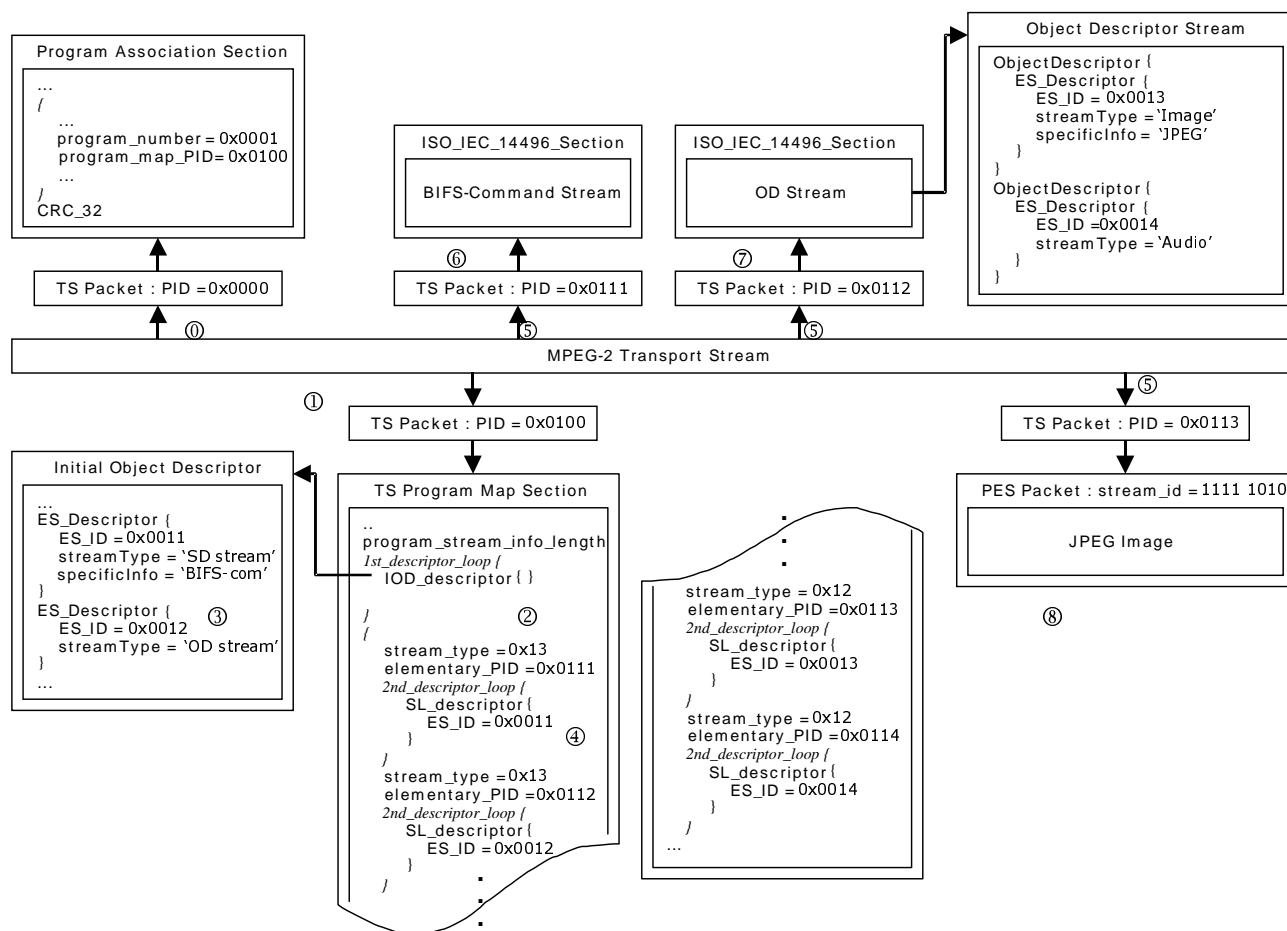 Program Association Section
...
{
...
program_number = 0x0001
program_map_PID= 0x0100
...
}
CRC_32
TS Packet : PID =0x0000
⓪
ISO_IEC_14496_Section
BIFS-Command Stream
⑥
TS Packet : PID =0x0111
⑤
ISO_IEC_14496_Section
OD Stream
⑦
TS Packet : PID =0x0112
⑤
Object Descriptor Stream
ObjectDescriptor {
ES_Descriptor {
ES_ID = 0x0013
streamType =‘Image’
specificInfo = ‘JPEG’
}
}
ObjectDescriptor {
ES_Descriptor {
ES_ID =0x0014
streamType =‘Audio’
}
}
MPEG-2 Transport Stream
①
TS Packet : PID = 0x0100
⑤
TS Packet : PID = 0x0113
Initial Object Descriptor
...
ES_Descriptor {
ES_ID = 0x0011
streamType = ‘SD stream’
specificInfo = ‘BIFS-com’
}
ES_Descriptor {
ES_ID = 0x0012 ③
streamType = ‘OD stream’
}
...
TS Program Map Section
..
program_stream_info_length
1st_descriptor_loop {
IOD_descriptor { }
}
②
{
stream_type = 0x13
elementary_PID =0x0111
2nd_descriptor_loop {
SL_descriptor {
ES_ID = 0x0011
④
}
}
stream_type = 0x13
elementary_PID =0x0112
2nd_descriptor_loop {
SL_descriptor {
ES_ID = 0x0012
}
}
stream_type = 0x12
elementary_PID =0x0113
2nd_descriptor_loop {
SL_descriptor {
ES_ID = 0x0013
}
}
stream_type = 0x12
elementary_PID =0x0114
2nd_descriptor_loop {
SL_descriptor {
ES_ID = 0x0014
}
}
...
PES Packet : stream_id = 1111 1010
JPEG Image
⑧